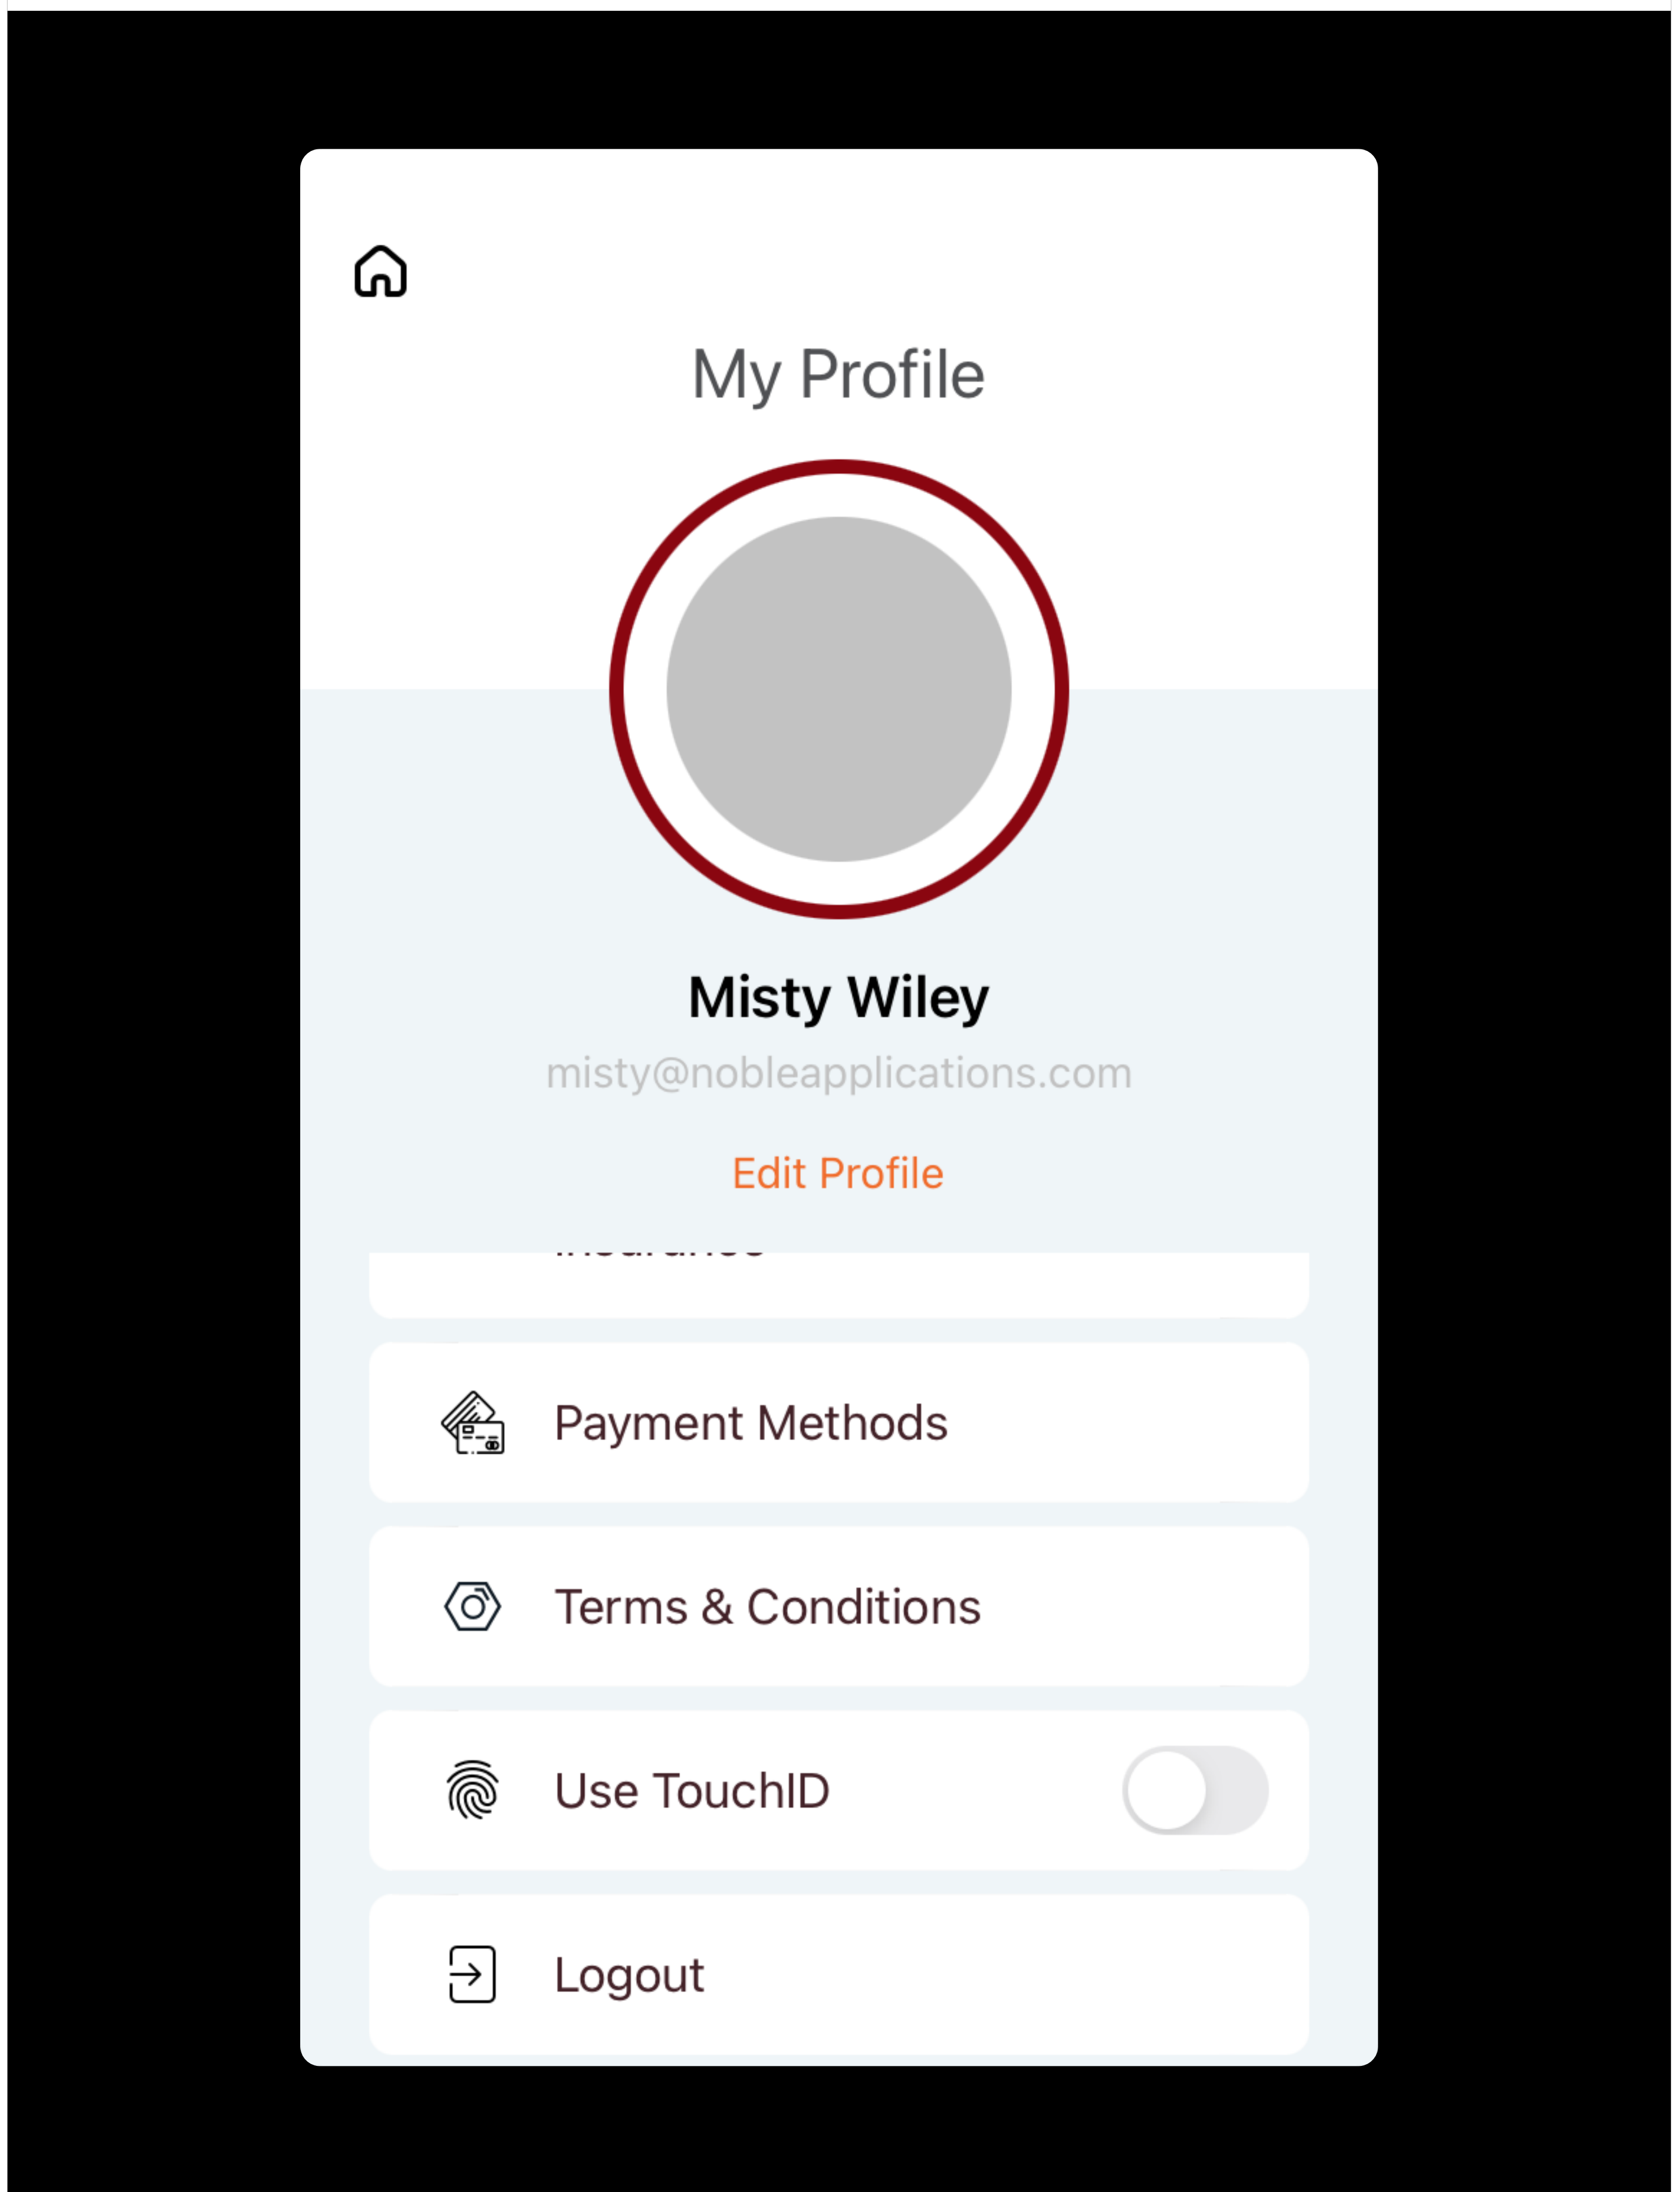 My Profile
Misty Wiley
misty@nobleapplications.com
Edit Profile
Payment Methods
Terms & Conditions
Use TouchID
Logout